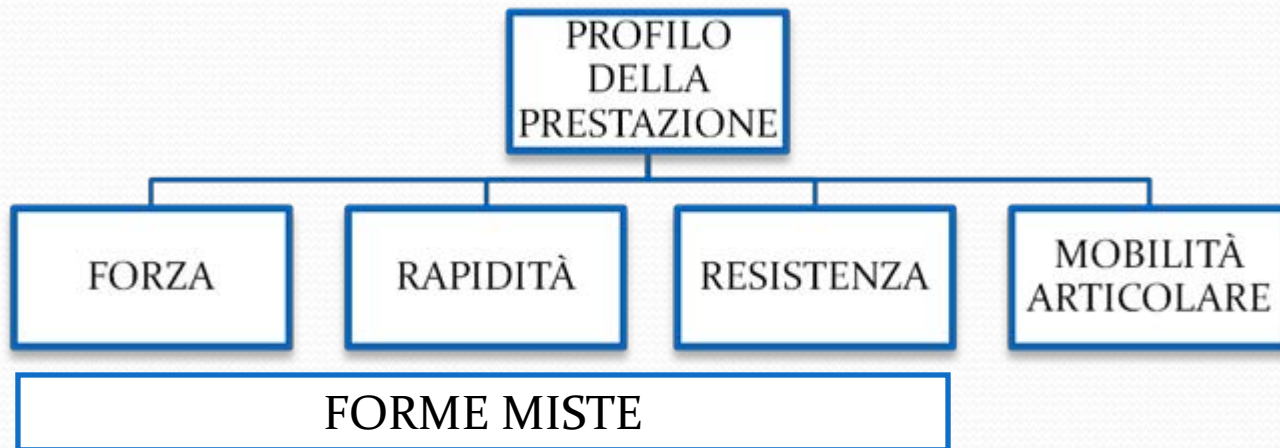 PROFILO
DELLA
PRESTAZIONE
FORZA
RAPIDITÀ
RESISTENZA
MOBILITÀ
ARTICOLARE
FORME MISTE